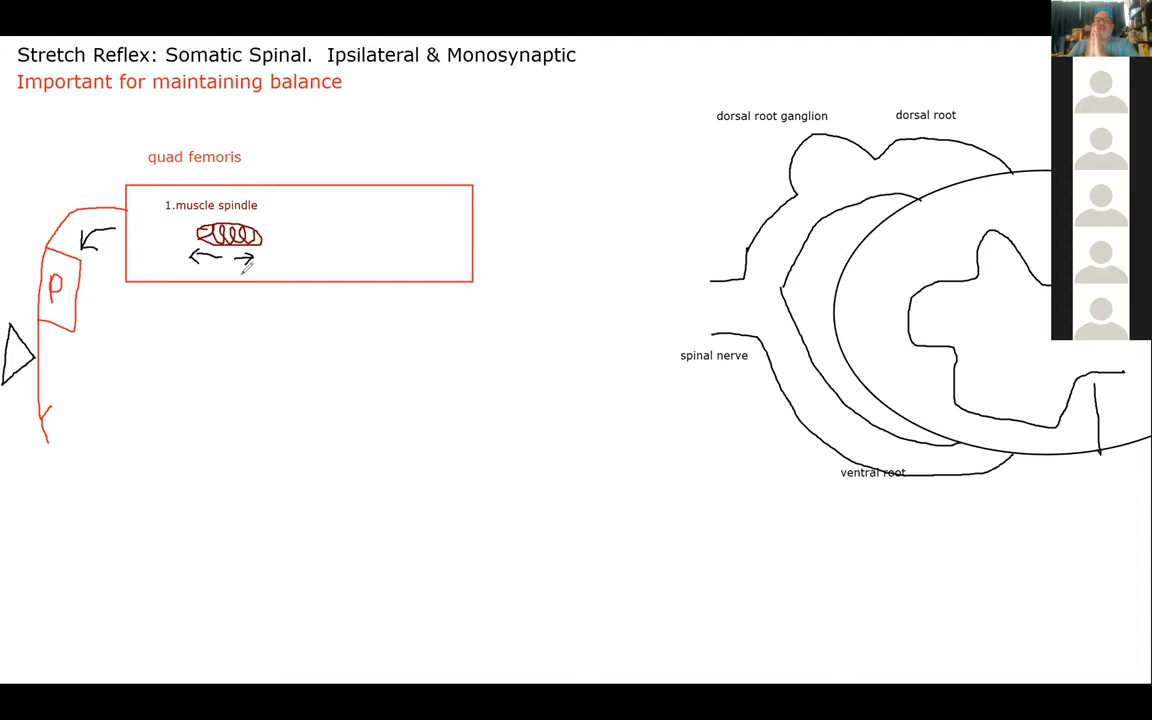 Stretch Reflex: Somatic Spinal.  Ipsilateral & Monosynaptic
Important for maintaining balance
dorsal root ganglion
dorsal root
quad femoris
1.muscle spindle
P
spinal nerve
ventral root